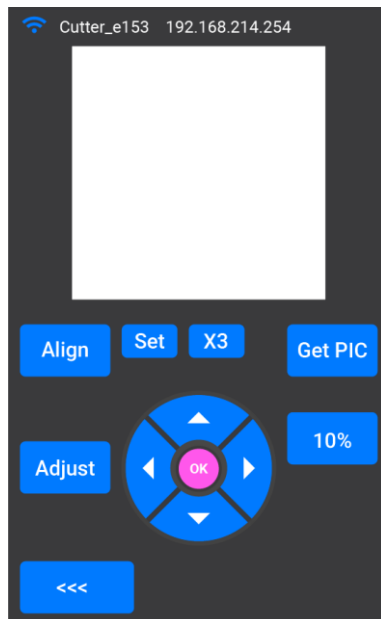 Cutter_e153 192.168.214.254
Align Set X3 Get PIC
10%
Adjust OK
<<<